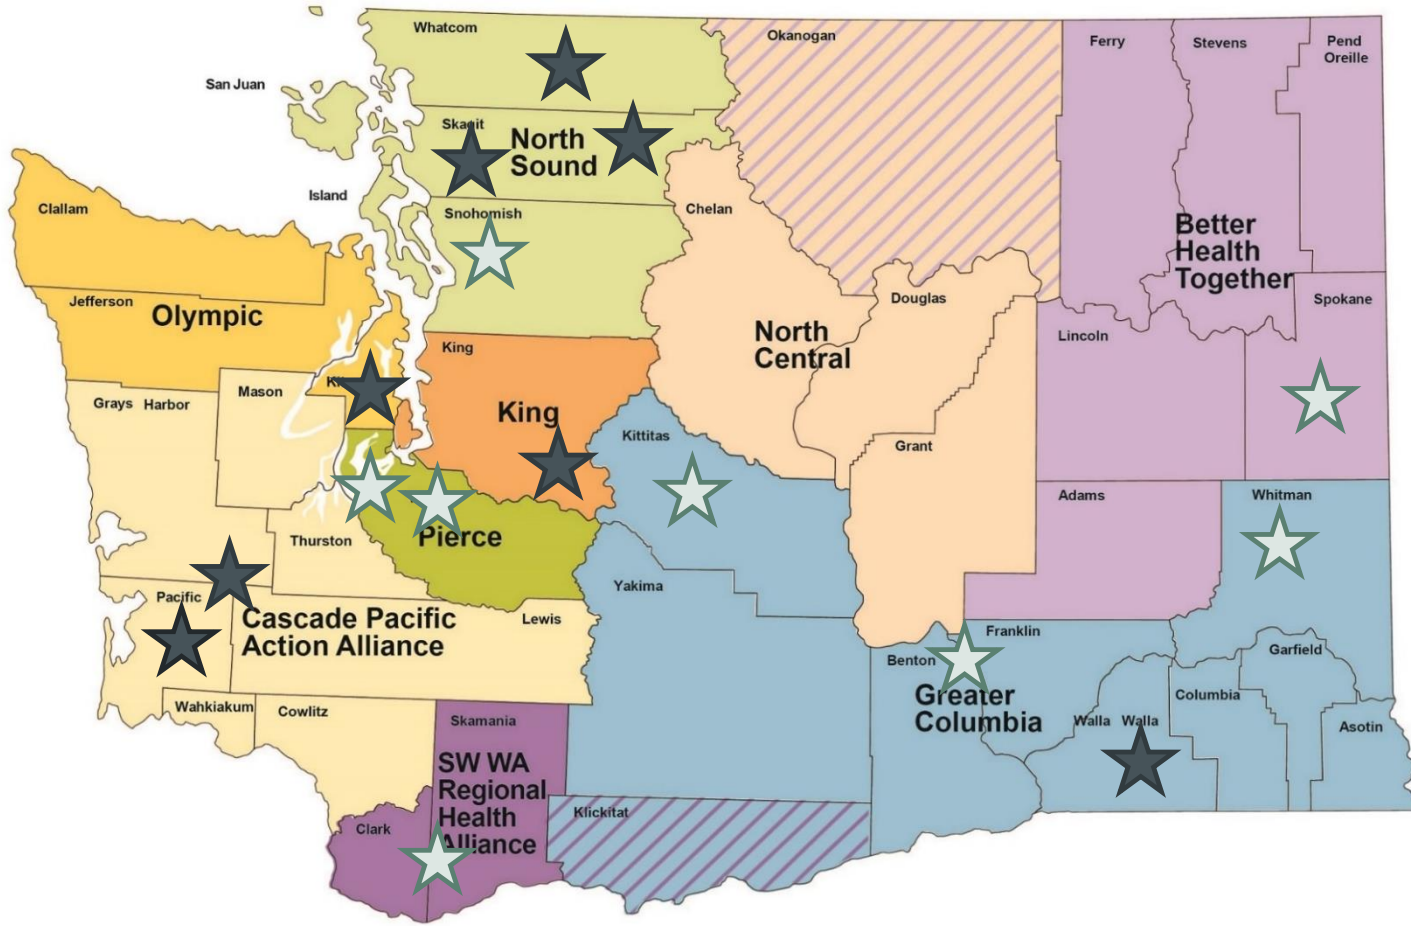 Whatcom
Okanogan
Ferry
Stevens
Pend
Oreille
San Juan
Skagit
North
Sound
Island
Clallam
Snohomish
Chelan
Better
Health
Together
Jefferson
Olympic
Douglas
Spokane
North
Central
Lincoln
King
Mason
Grays Harbor
King
Kittitas
Grant
Adams
Whitman
Thurston
Pierce
Yakima
Pacific
Cascade Pacific
Action Alliance
Lewis
Franklin
Benton
Garfield
Greater
Columbia
Columbia
Wahkiakum
Cowlitz
Skamania
Walla Walla
Asotin
SW WA
Regional
Health
Alliance
Clark
Klickitat